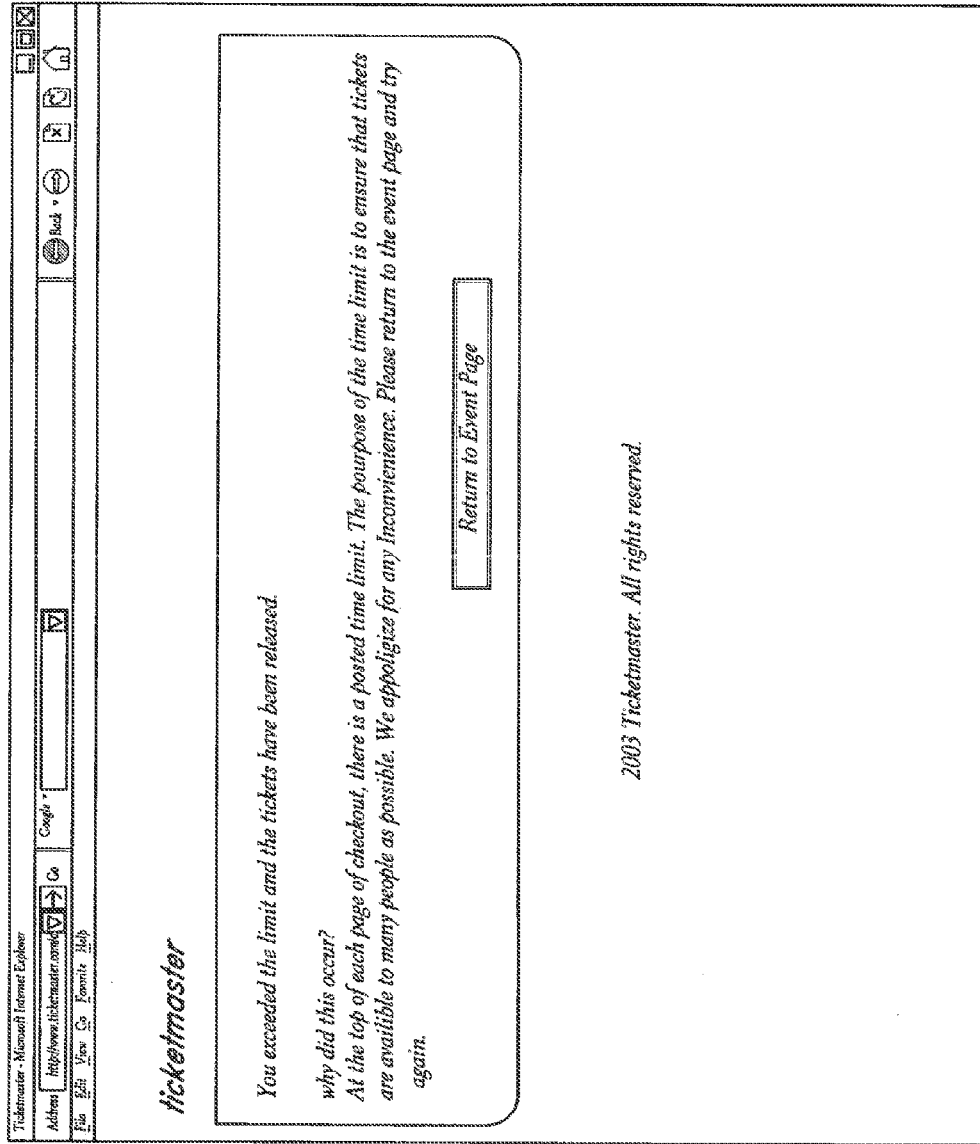 Ticketmaster - Microsoft Internet Explorer
Address http://www.ticketmaster.com/c Go Google Back
File Edit View Go Favorite Help
ticketmaster
You exceeded the limit and the tickets have been released.
why did this occur?
At the top of each page of checkout, there is a posted time limit. The pourpose of the time limit is to ensure that tickets
are availible to many people as possible. We appoligize for any Inconvienience. Please return to the event page and try
again.
Return to Event Page
2003 Ticketmaster. All rights reserved.